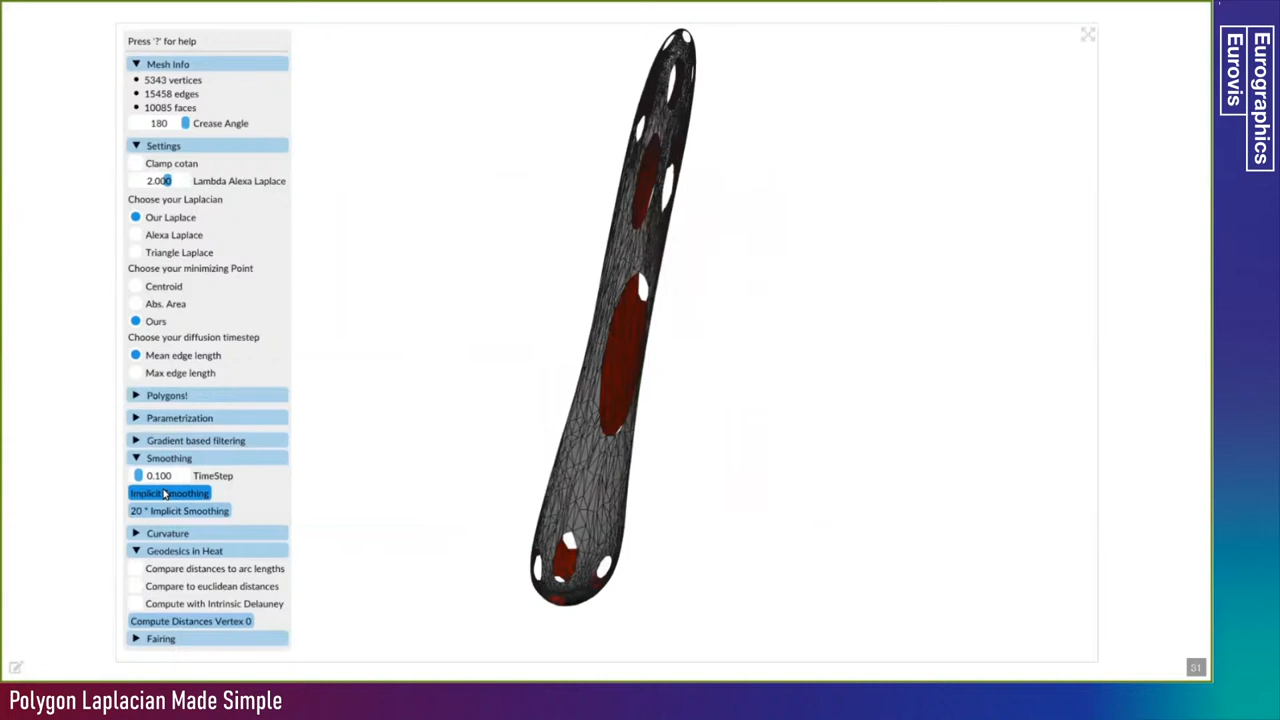 Press '?' for help
Mesh Info
5343 vertices
15458 edges
10085 faces
180 Crease Angle
Settings
Clamp cotan
2.000 Lambda Alexa Laplace
Choose your Laplacian
Our Laplace
Alexa Laplace
Triangle Laplace
Choose your minimizing Point
Centroid
Abs. Area
Ours
Choose your diffusion timestep
Mean edge length
Max edge length
Polygons!
Parametrization
Gradient based filtering
Smoothing
0.100 TimeStep
Implicit Smoothing
20 * Implicit Smoothing
Curvature
Geodesics in Heat
Compare distances to arc lengths
Compare to euclidean distances
Compute with Intrinsic Delauney
Compute Distances Vertex 0
Fairing
31
Eurographics
Eurovis
Polygon Laplacian Made Simple